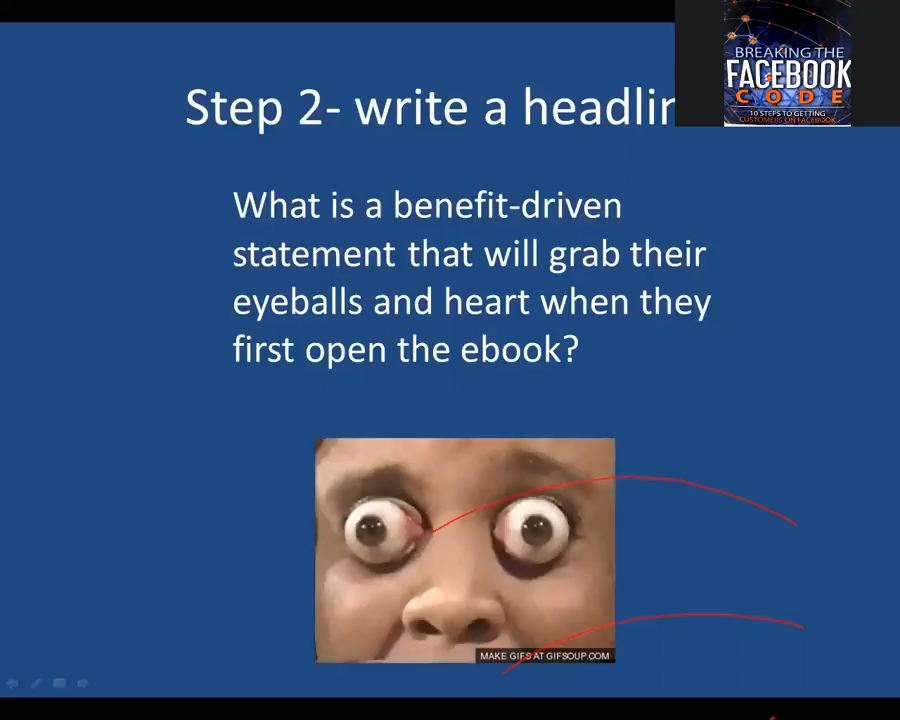 BREAKING THE
FACEBOOK
CODE
10 STEPS TO GETTING
CUSTOMERS ON FACEBOOK
Step 2- write a headlin
What is a benefit-driven
statement that will grab their
eyeballs and heart when they
first open the ebook?
MAKE GIFS AT GIFSOUP.COM